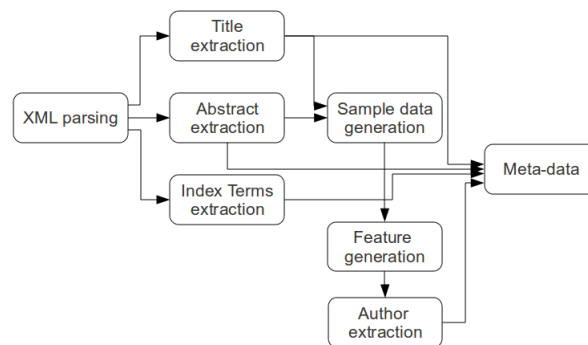 Title
extraction
XML parsing
Abstract
extraction
Sample data
generation
Index Terms
extraction
Meta-data
Feature
generation
Author
extraction